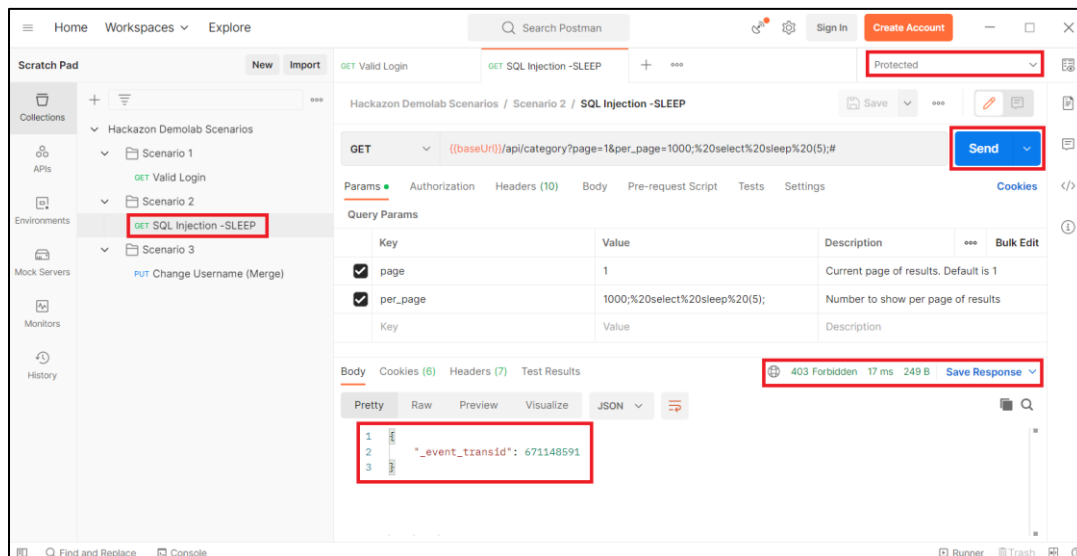 Home Workspaces Explore Search Postman Sign In Create Account
Scratch Pad New Import GET Valid Login GET SQL Injection -SLEEP Protected
Collections
APIs
Environments
Mock Servers
Monitors
History
Hackazon Demolab Scenarios
Scenario 1
GET Valid Login
Scenario 2
GET SQL Injection -SLEEP
Scenario 3
PUT Change Username (Merge)
Hackazon Demolab Scenarios / Scenario 2 / SQL Injection -SLEEP Save
GET {{baseUrl}}/api/category?page=1&per_page=1000;%20select%20sleep%20(5);# Send
Params Authorization Headers (10) Body Pre-request Script Tests Settings Cookies
Query Params
Key Value Description Bulk Edit
page 1 Current page of results. Default is 1
per_page 1000;%20select%20sleep%20(5); Number to show per page of results
Key Value Description
Body Cookies (6) Headers (7) Test Results 403 Forbidden 17 ms 249 B Save Response
Pretty Raw Preview Visualize JSON
1 {
2 "_event_transid": 671148591
3 }
Find and Replace Console Runner Trash